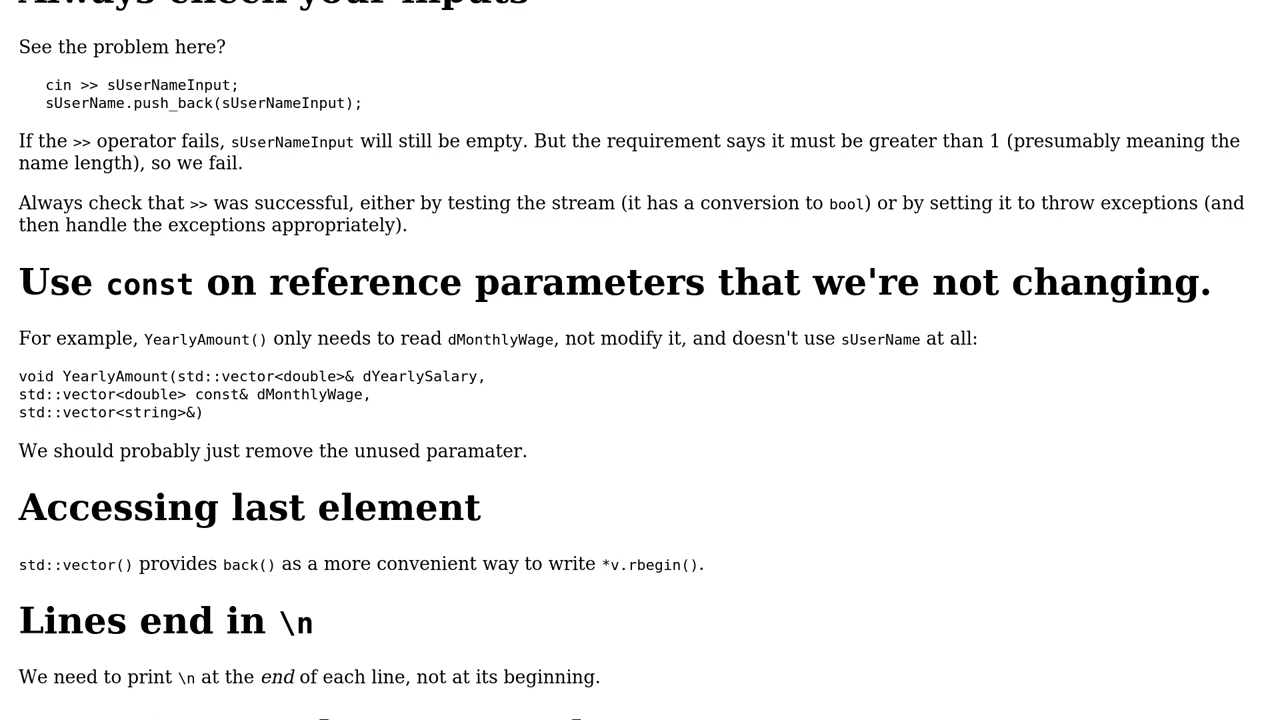 Always check your inputs
See the problem here?
cin >> sUserNameInput;
sUserName.push_back(sUserNameInput);
If the >> operator fails, sUserNameInput will still be empty. But the requirement says it must be greater than 1 (presumably meaning the
name length), so we fail.
Always check that >> was successful, either by testing the stream (it has a conversion to bool) or by setting it to throw exceptions (and
then handle the exceptions appropriately).
Use const on reference parameters that we're not changing.
For example, YearlyAmount() only needs to read dMonthlyWage, not modify it, and doesn't use sUserName at all:
void YearlyAmount(std::vector<double>& dYearlySalary,
std::vector<double> const& dMonthlyWage,
std::vector<string>&)
We should probably just remove the unused paramater.
Accessing last element
std::vector() provides back() as a more convenient way to write *v.rbegin().
Lines end in \n
We need to print \n at the end of each line, not at its beginning.